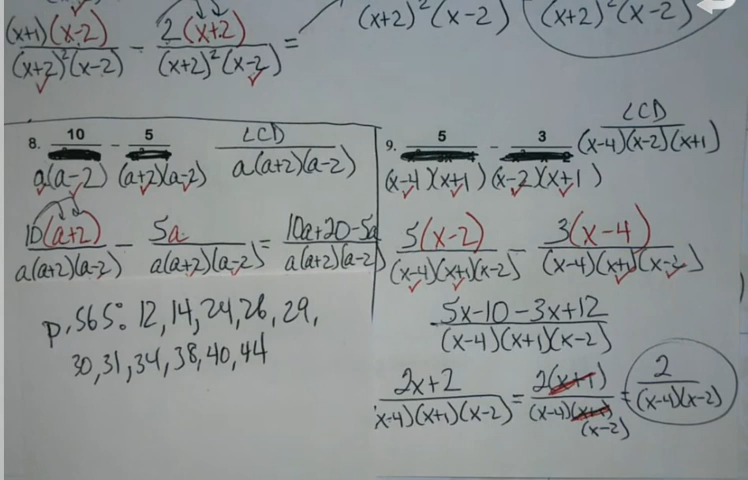 (x+1)(x-2)/(x+2)²(x-2) - 2(x+2)/(x+2)²(x-2) =
(x+2)²(x-2) (x+2)²(x-2)
8. 10/a(a-2) - 5/(a+2)(a-2) LCD/a(a+2)(a-2)
10(a+2)/a(a+2)(a-2) - 5a/a(a+2)(a-2) = 10a+20-5a/a(a+2)(a-2)
p. 565: 12, 14, 24, 26, 29,
30, 31, 34, 38, 40, 44
9. 5/(x-4)(x+1) - 3/(x-2)(x+1) LCD/(x-4)(x-2)(x+1)
5(x-2)/(x-4)(x+1)(x-2) - 3(x-4)/(x-4)(x+1)(x-2)
5x-10-3x+12/(x-4)(x+1)(x-2)
2x+2/(x-4)(x+1)(x-2) = 2(x+1)/(x-4)(x+1)(x-2) = 2/(x-4)(x-2)